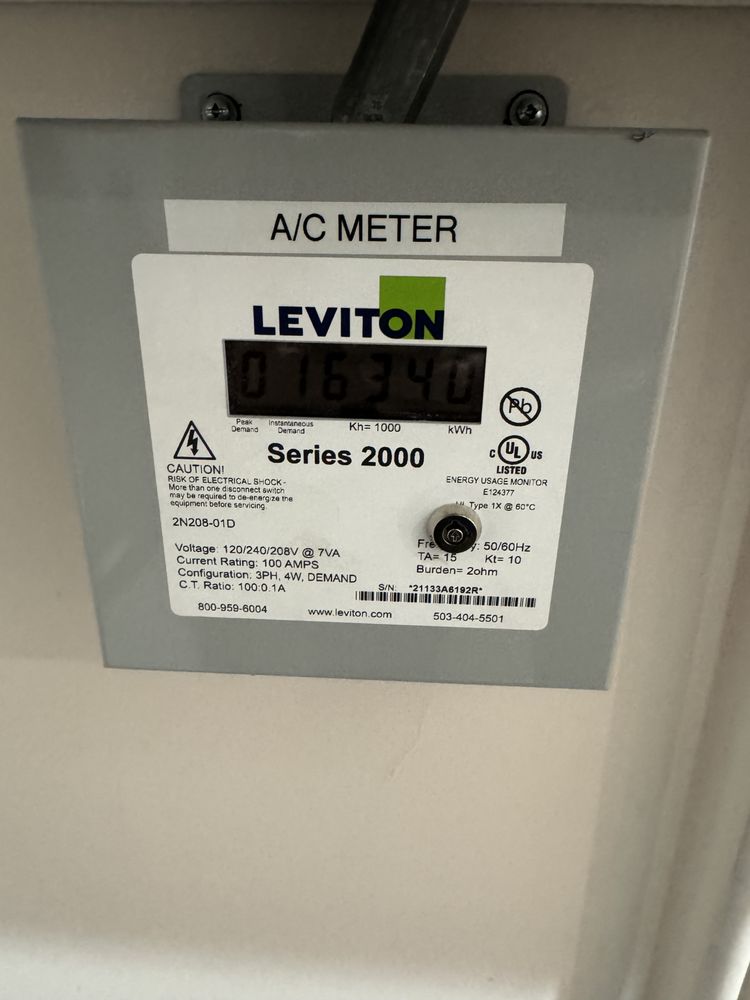 A/C METER
LEVITON
016340
Peak Demand
Instantaneous Demand
Kh= 1000
kWh
Pb
Series 2000
C UL US
LISTED
ENERGY USAGE MONITOR
E124377
Type 1X @ 60°C
CAUTION!
RISK OF ELECTRICAL SHOCK-
More than one disconnect switch
may be required to de-energize the
equipment before servicing.
2N208-01D
Voltage: 120/240/208V @ 7VA
Current Rating: 100 AMPS
Configuration: 3PH, 4W, DEMAND
C.T. Ratio: 100:0.1A
50/60Hz
TA= 15 Kt= 10
Burden= 2ohm
S/N: *21133A6192R*
800-959-6004
www.leviton.com
503-404-5501